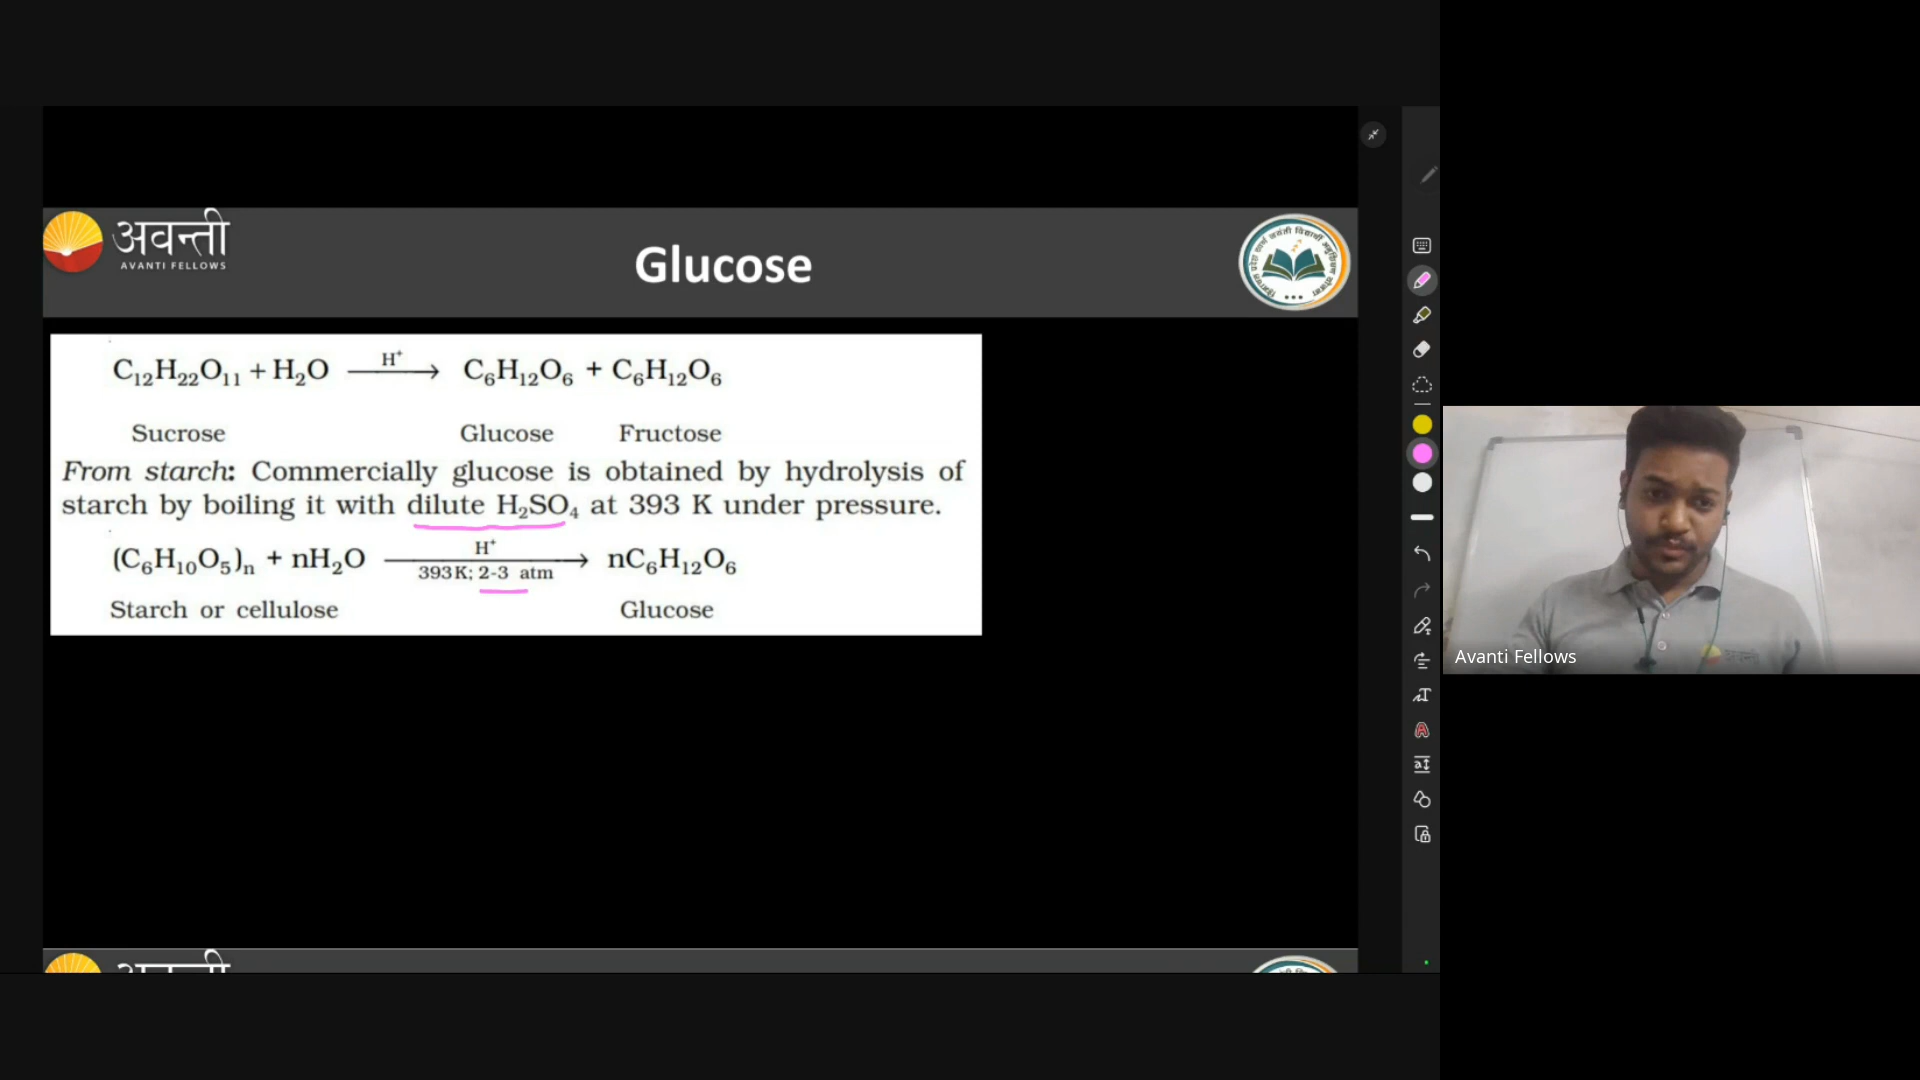 अवन्ती
AVANTI FELLOWS
Glucose
C₁₂H₂₂O₁₁ + H₂O —H⁺→ C₆H₁₂O₆ + C₆H₁₂O₆
Sucrose Glucose Fructose
From starch: Commercially glucose is obtained by hydrolysis of
starch by boiling it with dilute H₂SO₄ at 393 K under pressure.
H⁺
(C₆H₁₀O₅)ₙ + nH₂O ⟶ nC₆H₁₂O₆
393K; 2-3 atm
Starch or cellulose Glucose
Avanti Fellows